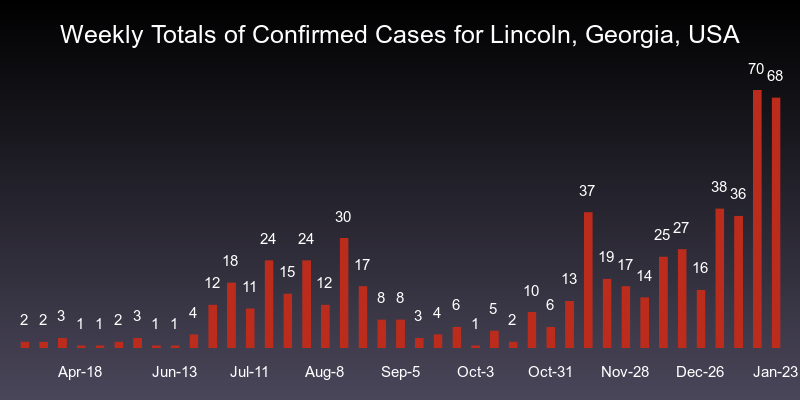 Weekly Totals of Confirmed Cases for Lincoln, Georgia, USA
2 2 3 1 1 2 3 1 1 4 12 18 11 24 15 24 12 30 17 8 8 3 4 6 1 5 2 10 6 13 37 19 17 14 25 27 16 38 36 70 68
Apr-18 Jun-13 Jul-11 Aug-8 Sep-5 Oct-3 Oct-31 Nov-28 Dec-26 Jan-23